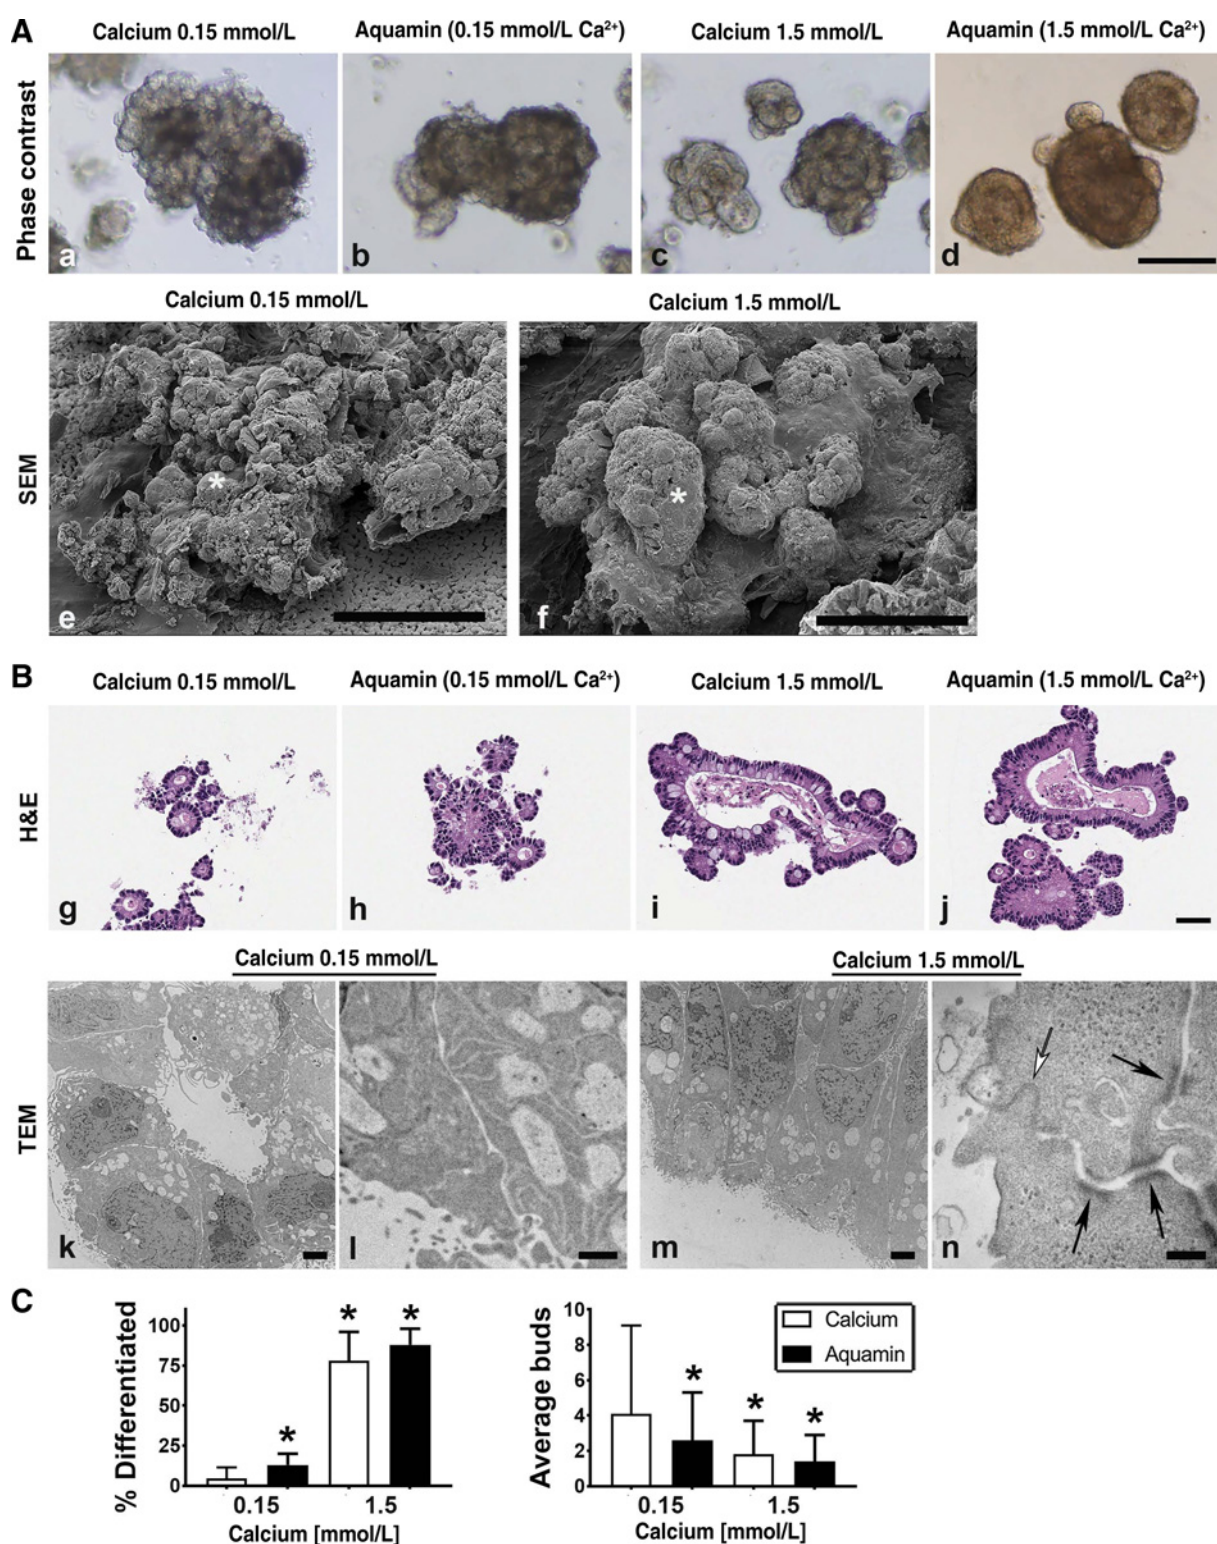 A
Calcium 0.15 mmol/L Aquamin (0.15 mmol/L Ca²⁺) Calcium 1.5 mmol/L Aquamin (1.5 mmol/L Ca²⁺)
Phase contrast
a b c d
Calcium 0.15 mmol/L Calcium 1.5 mmol/L
SEM
* *
e f
B
Calcium 0.15 mmol/L Aquamin (0.15 mmol/L Ca²⁺) Calcium 1.5 mmol/L Aquamin (1.5 mmol/L Ca²⁺)
H&E
g h i j
Calcium 0.15 mmol/L Calcium 1.5 mmol/L
TEM
k l m n
C
% Differentiated
100
75
50
25
0
* * *
0.15 1.5
Calcium [mmol/L]
Average buds
10
8
6
4
2
0
* * *
Calcium
Aquamin
0.15 1.5
Calcium [mmol/L]